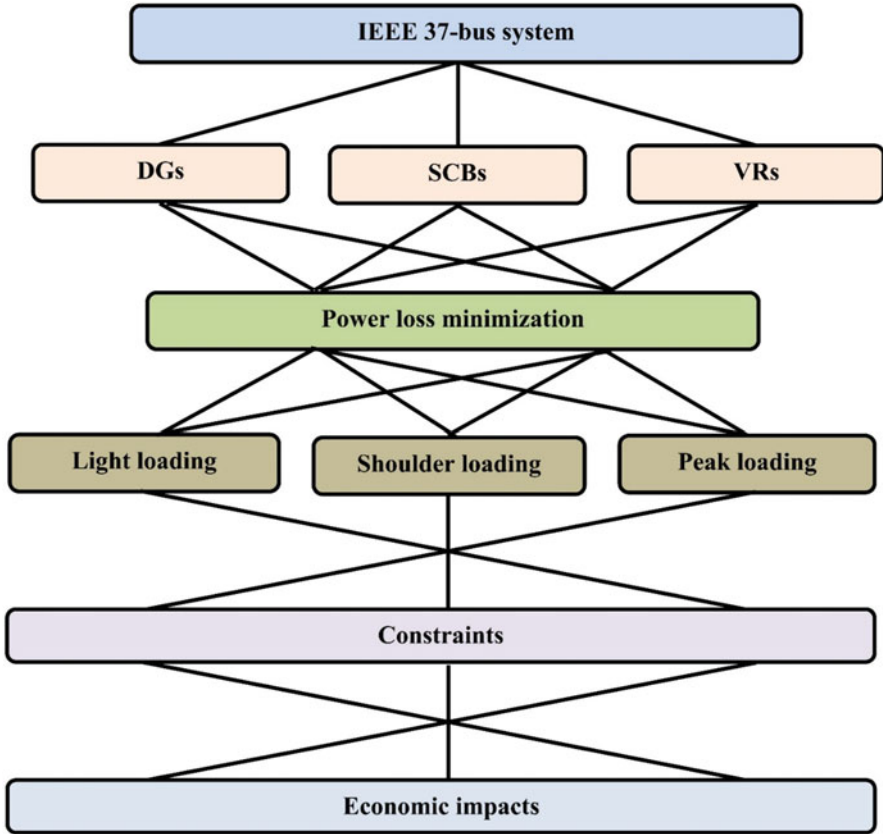 IEEE 37-bus system
DGs
SCBs
VRs
Power loss minimization
Light loading
Shoulder loading
Peak loading
Constraints
Economic impacts